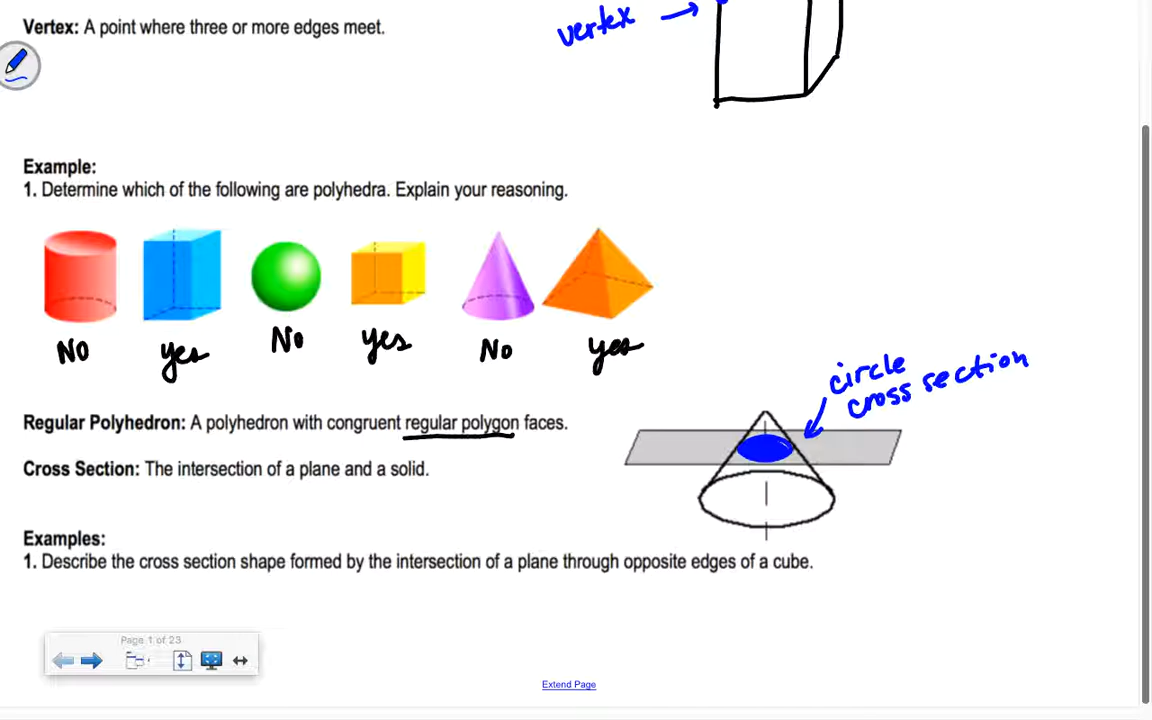 Vertex: A point where three or more edges meet.
vertex
Example:
1. Determine which of the following are polyhedra. Explain your reasoning.
No
yes
No
yes
No
yes
circle
cross section
Regular Polyhedron: A polyhedron with congruent regular polygon faces.
Cross Section: The intersection of a plane and a solid.
Examples:
1. Describe the cross section shape formed by the intersection of a plane through opposite edges of a cube.
Page 1 of 23
Extend Page